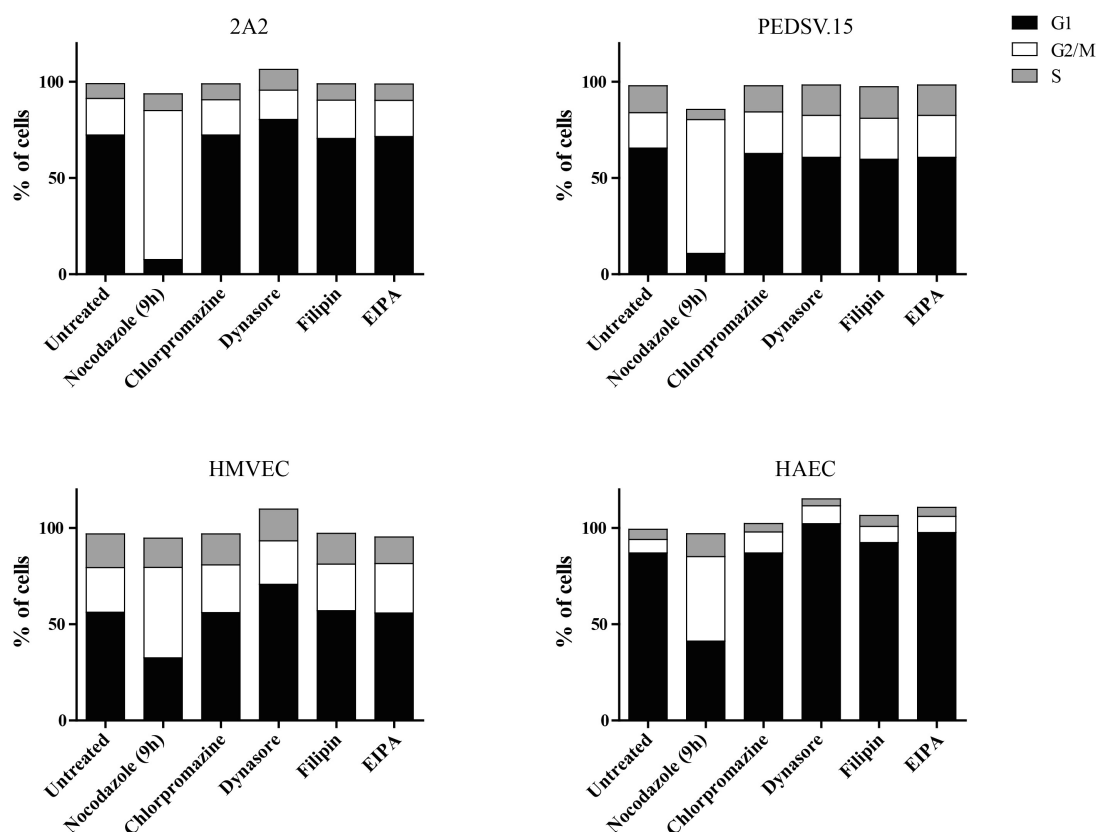 2A2
% of cells
100
50
0
Untreated
Nocodazole (9h)
Chlorpromazine
Dynasore
Filipin
EIPA
PEDSV.15
% of cells
100
50
0
Untreated
Nocodazole (9h)
Chlorpromazine
Dynasore
Filipin
EIPA
G1
G2/M
S
HMVEC
% of cells
100
50
0
Untreated
Nocodazole (9h)
Chlorpromazine
Dynasore
Filipin
EIPA
HAEC
% of cells
100
50
0
Untreated
Nocodazole (9h)
Chlorpromazine
Dynasore
Filipin
EIPA